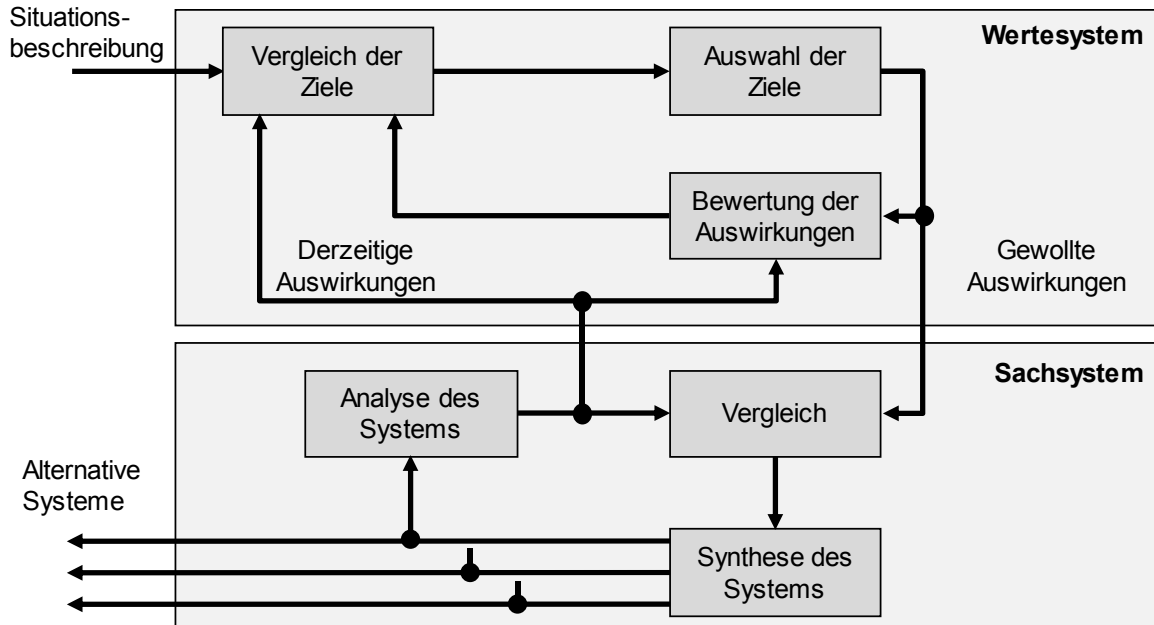 Situations-
beschreibung
Vergleich der
Ziele
Auswahl der
Ziele
Wertesystem
Bewertung der
Auswirkungen
Derzeitige
Auswirkungen
Gewollte
Auswirkungen
Sachsystem
Analyse des
Systems
Vergleich
Alternative
Systeme
Synthese des
Systems